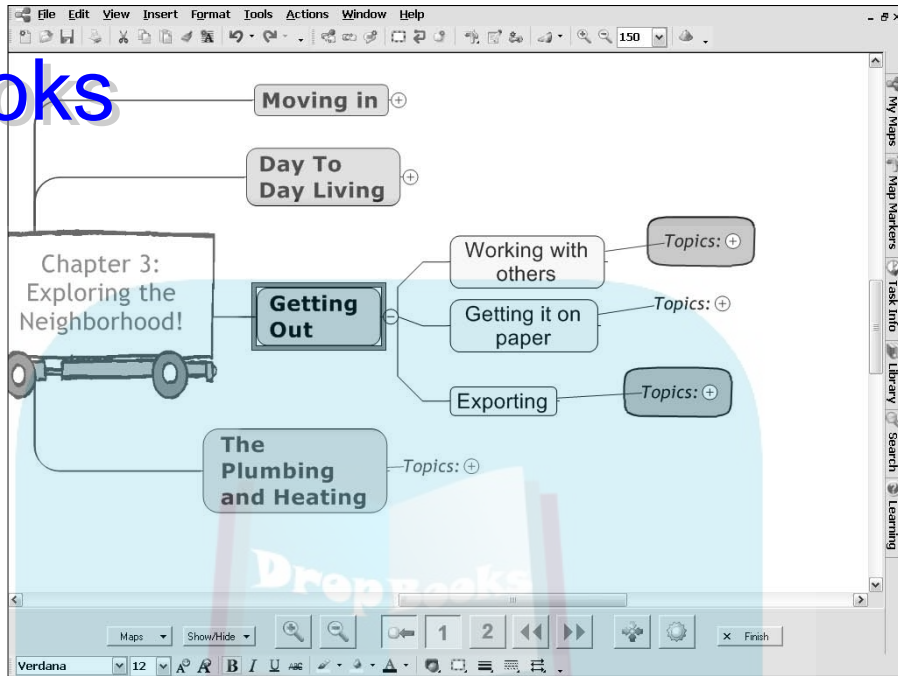 File Edit View Insert Format Tools Actions Window Help
150
oks
Moving in
Day To
Day Living
Chapter 3:
Exploring the
Neighborhood!
Getting
Out
Working with
others
Topics:
Getting it on
paper
Topics:
Exporting
Topics:
The
Plumbing
and Heating
Topics:
DropBooks
My Maps
Map Markers
Task Info
Library
Search
Learning
Maps Show/Hide 1 2 Finish
Verdana 12 B I U ABC A